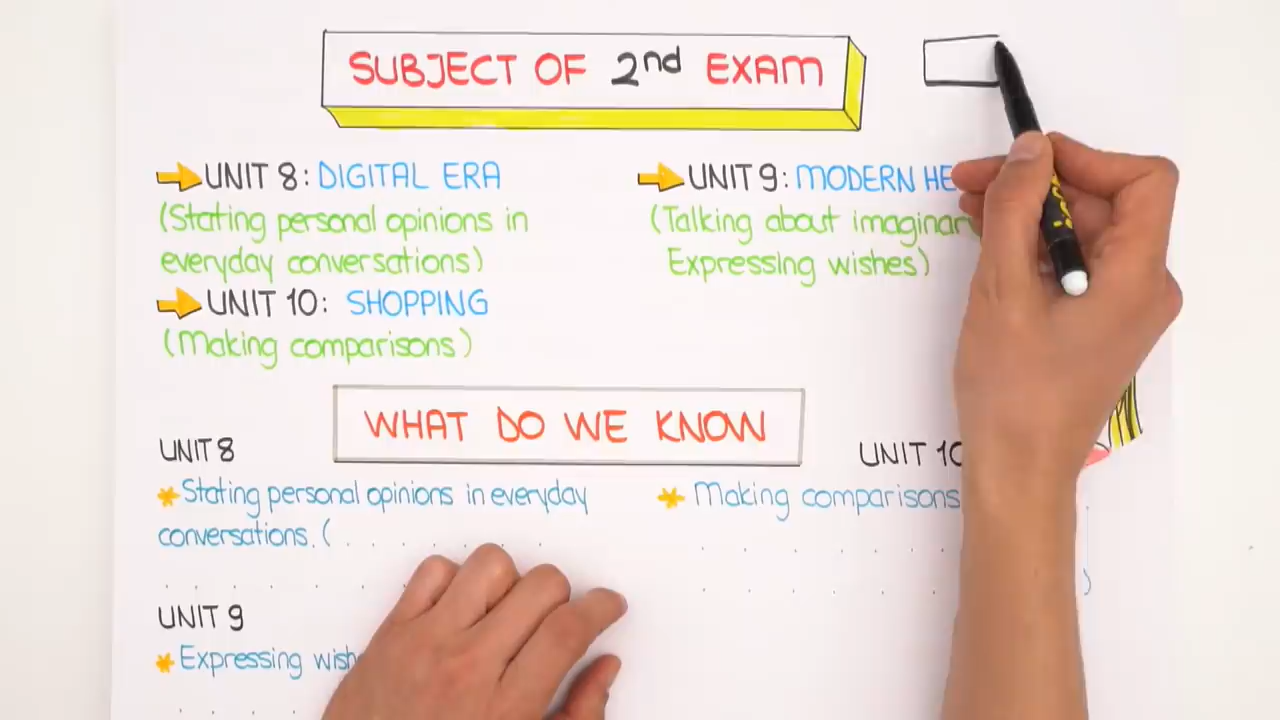 SUBJECT OF 2nd EXAM
UNIT 8: DIGITAL ERA
(Stating personal opinions in
everyday conversations)
UNIT 10: SHOPPING
(Making comparisons)
UNIT 9: MODERN
(Talking about
Expressing wishes)
WHAT DO WE KNOW
UNIT 8
Stating personal opinions in everyday
conversations. (
UNIT 9
Expressing
UNIT 10
Making comparisons
)